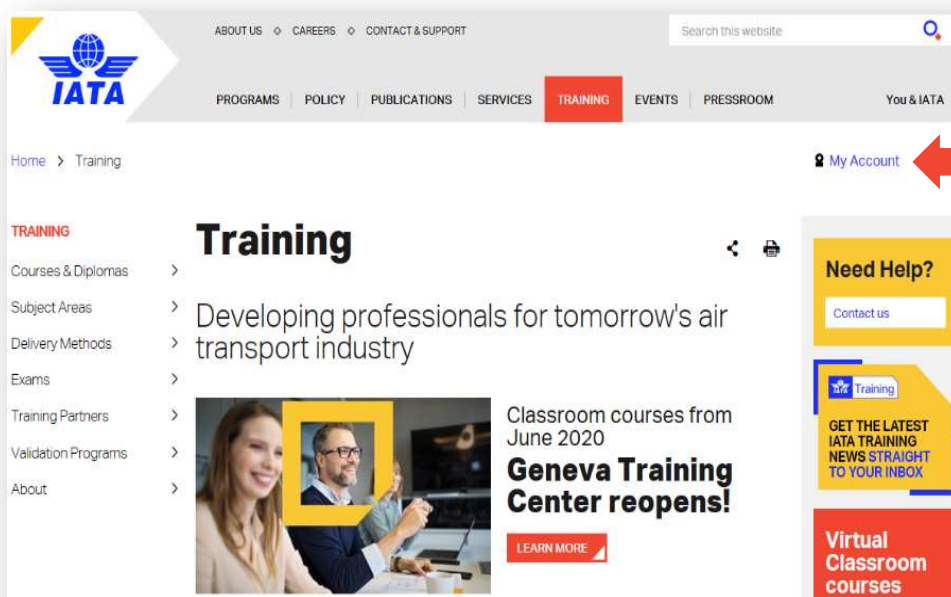 ABOUT US ◇ CAREERS ◇ CONTACT & SUPPORT
Search this website
IATA
PROGRAMS | POLICY | PUBLICATIONS | SERVICES TRAINING EVENTS | PRESSROOM
You & IATA
Home > Training
My Account
TRAINING
Courses & Diplomas >
Subject Areas >
Delivery Methods >
Exams >
Training Partners >
Validation Programs >
About >
Training
Developing professionals for tomorrow's air
transport industry
Classroom courses from
June 2020
Geneva Training
Center reopens!
LEARN MORE
Need Help?
Contact us
IATA Training
GET THE LATEST
IATA TRAINING
NEWS STRAIGHT
TO YOUR INBOX
Virtual
Classroom
courses